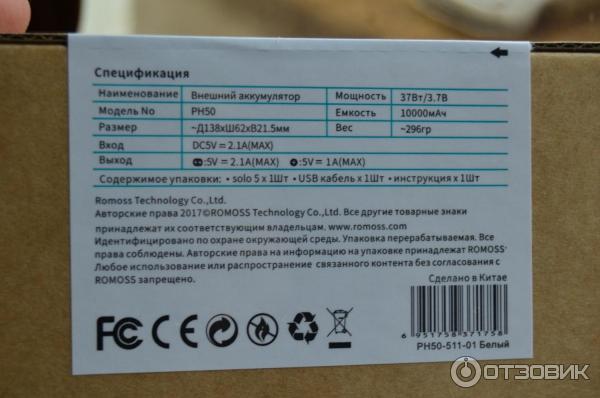 Спецификация
Наименование Внешний аккумулятор Мощность 37Вт/3.7В
Модель No PH50 Емкость 10000мАч
Размер ~Д138xШ62xВ21.5мм Вес ~296гр
Вход DC5V = 2.1A(MAX)
Выход :5V = 2.1A(MAX) :5V = 1A(MAX)
Содержимое упаковки: • solo 5 x 1Шт • USB кабель x 1Шт • инструкция x 1Шт
Romoss Technology Co.,Ltd.
Авторские права 2017©ROMOSS Technology Co.,Ltd. Все другие товарные знаки
принадлежат их соответствующим владельцам. www.romoss.com
Идентифицировано по охране окружающей среды. Упаковка перерабатываемая. Все
права соблюдены. Авторские права на информацию на упаковке принадлежат ROMOSS
Любое использование или распространение связанного контента без согласования с
ROMOSS запрещено.
Сделано в Китае
FC CE
6 951758 371758
PH50-511-01 Белый
ОТЗОВИК